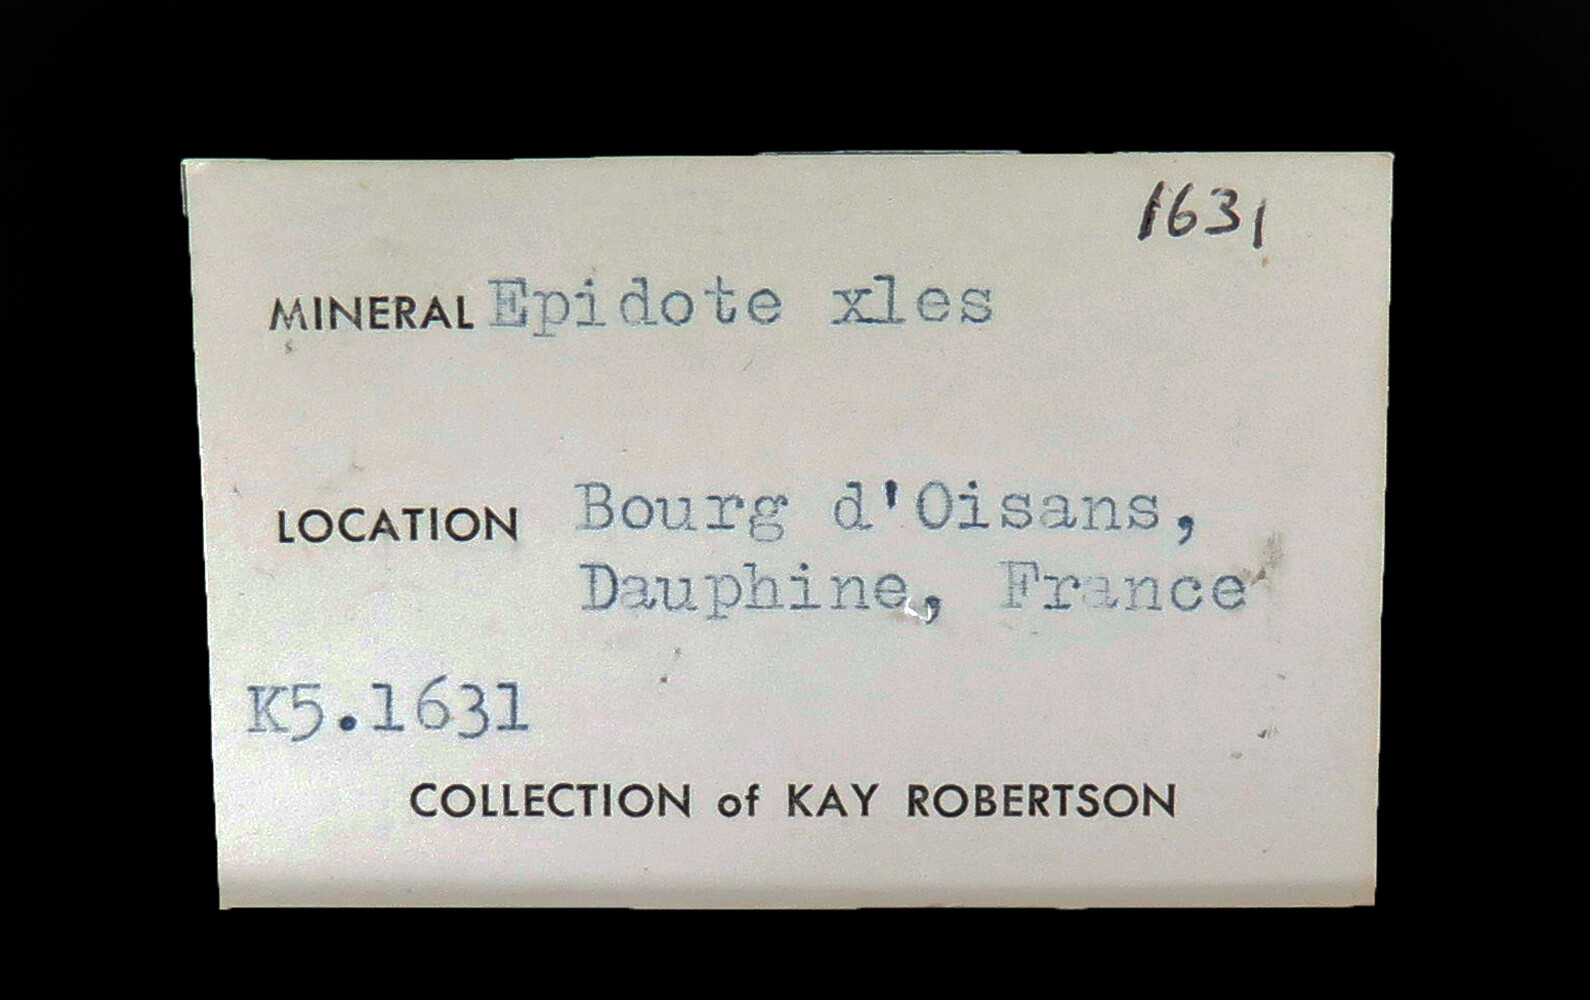 1631
MINERAL Epidote xles
LOCATION Bourg d'Oisans,
Dauphine, France
K5.1631
COLLECTION of KAY ROBERTSON